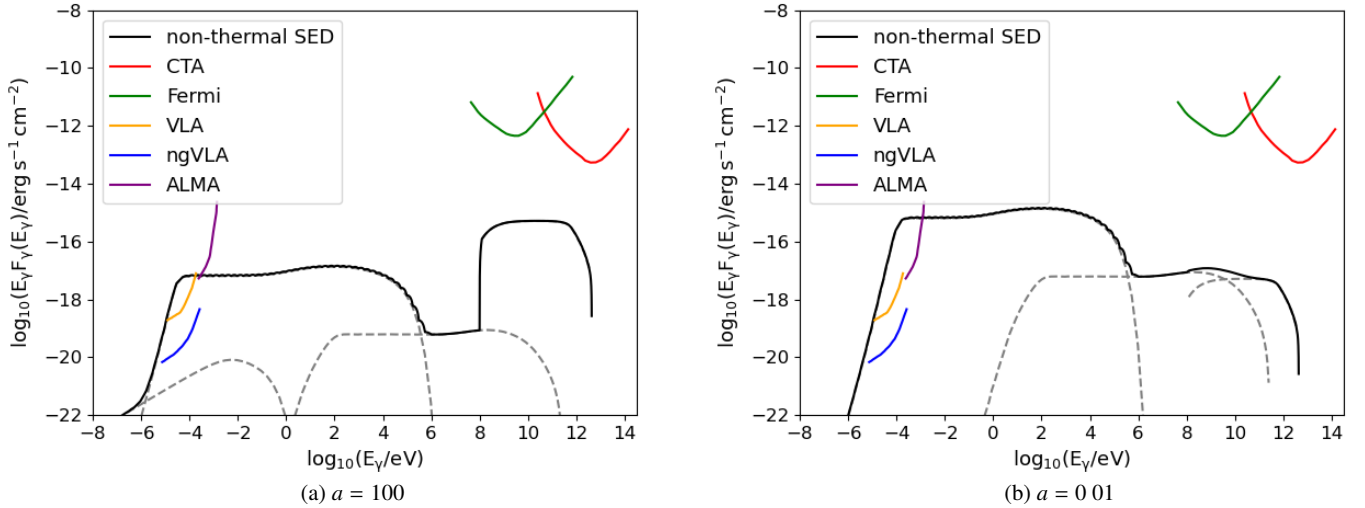 non-thermal SED
CTA
Fermi
VLA
ngVLA
ALMA
−8
−10
−12
−14
−16
−18
−20
−22
log₁₀(EᵧFᵧ(Eᵧ)/erg s⁻¹ cm⁻²)
−8 −6 −4 −2 0 2 4 6 8 10 12 14
log₁₀(Eᵧ/eV)
(a) a = 100
non-thermal SED
CTA
Fermi
VLA
ngVLA
ALMA
−8
−10
−12
−14
−16
−18
−20
−22
log₁₀(EᵧFᵧ(Eᵧ)/erg s⁻¹ cm⁻²)
−8 −6 −4 −2 0 2 4 6 8 10 12 14
log₁₀(Eᵧ/eV)
(b) a = 0 01